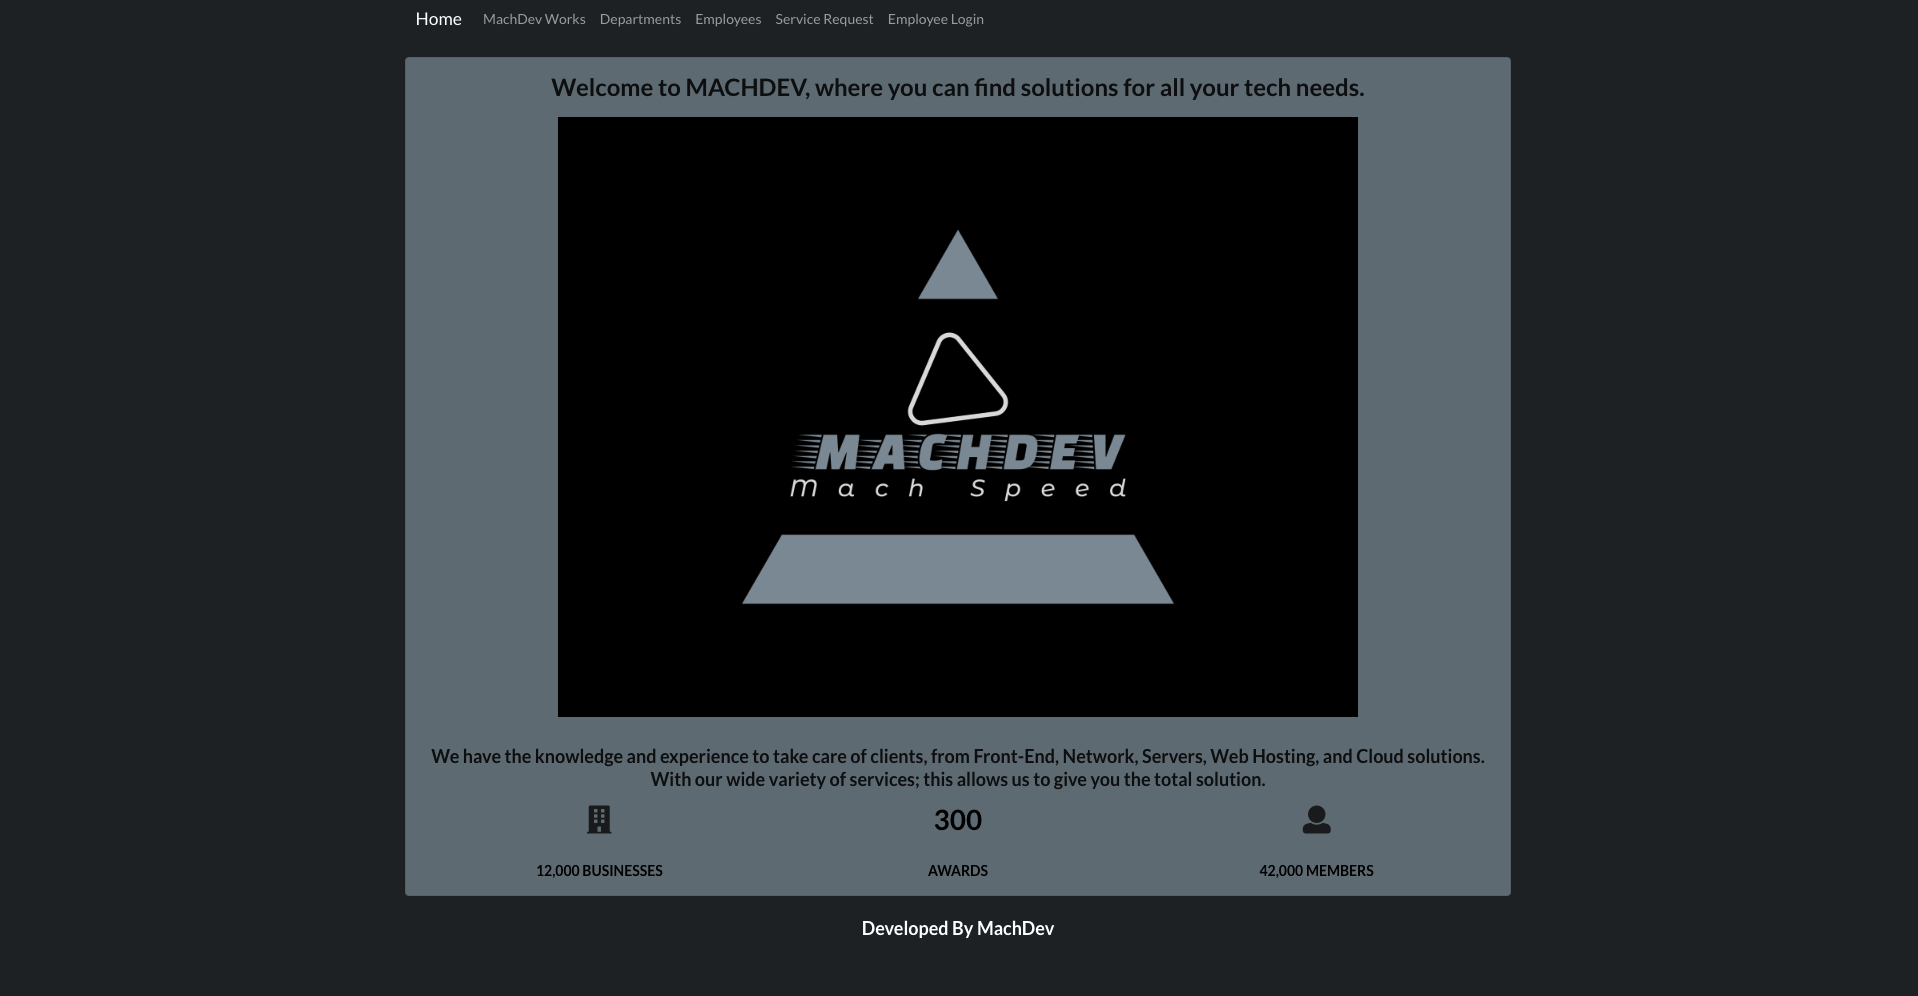 Home MachDev Works Departments Employees Service Request Employee Login
Welcome to MACHDEV, where you can find solutions for all your tech needs.
MACHDEV
Mach Speed
We have the knowledge and experience to take care of clients, from Front-End, Network, Servers, Web Hosting, and Cloud solutions.
With our wide variety of services; this allows us to give you the total solution.
300
12,000 BUSINESSES AWARDS 42,000 MEMBERS
Developed By MachDev